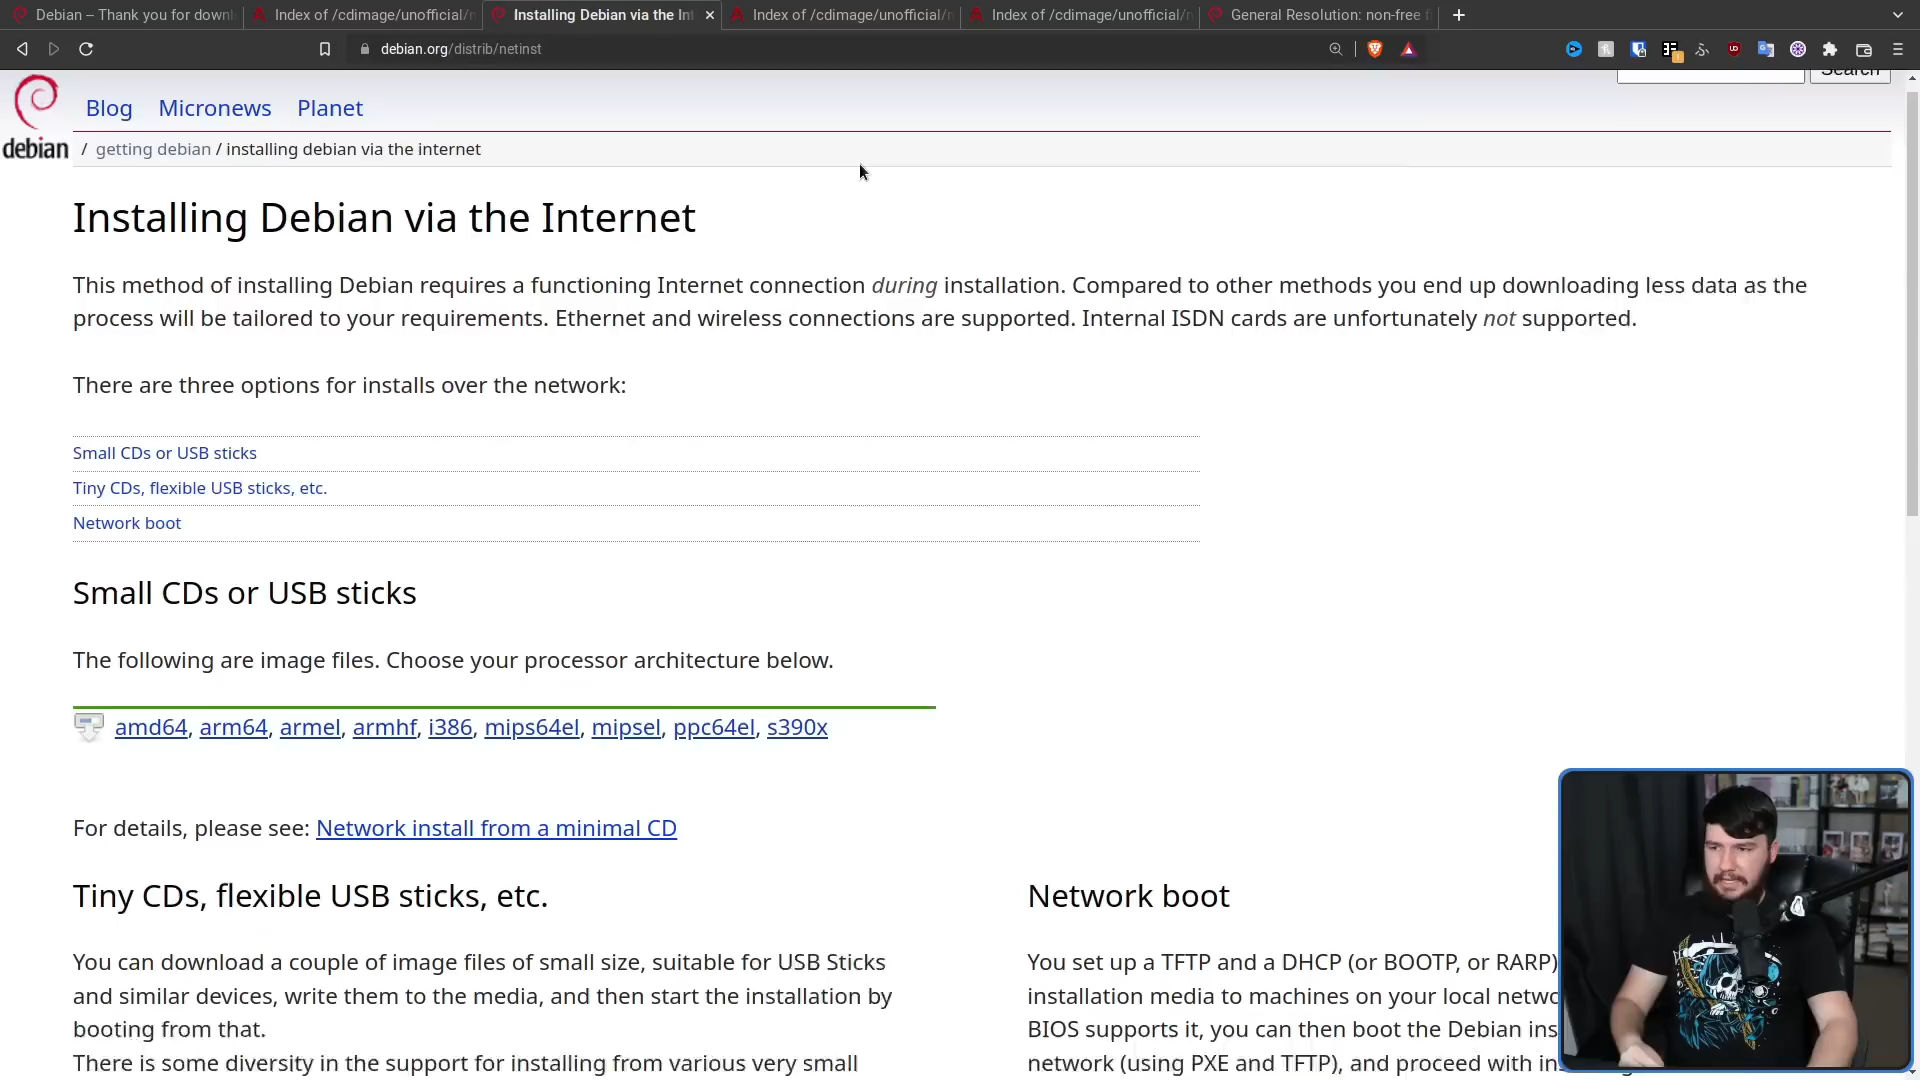 Debian – Thank you for downl
Index of /cdimage/unofficial/n
Installing Debian via the Int
Index of /cdimage/unofficial/n
Index of /cdimage/unofficial/n
General Resolution: non-free f
debian.org/distrib/netinst
Search
debian
Blog
Micronews
Planet
/ getting debian / installing debian via the internet
Installing Debian via the Internet
This method of installing Debian requires a functioning Internet connection during installation. Compared to other methods you end up downloading less data as the
process will be tailored to your requirements. Ethernet and wireless connections are supported. Internal ISDN cards are unfortunately not supported.
There are three options for installs over the network:
Small CDs or USB sticks
Tiny CDs, flexible USB sticks, etc.
Network boot
Small CDs or USB sticks
The following are image files. Choose your processor architecture below.
amd64, arm64, armel, armhf, i386, mips64el, mipsel, ppc64el, s390x
For details, please see: Network install from a minimal CD
Tiny CDs, flexible USB sticks, etc.
You can download a couple of image files of small size, suitable for USB Sticks
and similar devices, write them to the media, and then start the installation by
booting from that.
There is some diversity in the support for installing from various very small
Network boot
You set up a TFTP and a DHCP (or BOOTP, or RARP)
installation media to machines on your local netwo
BIOS supports it, you can then boot the Debian ins
network (using PXE and TFTP), and proceed with in